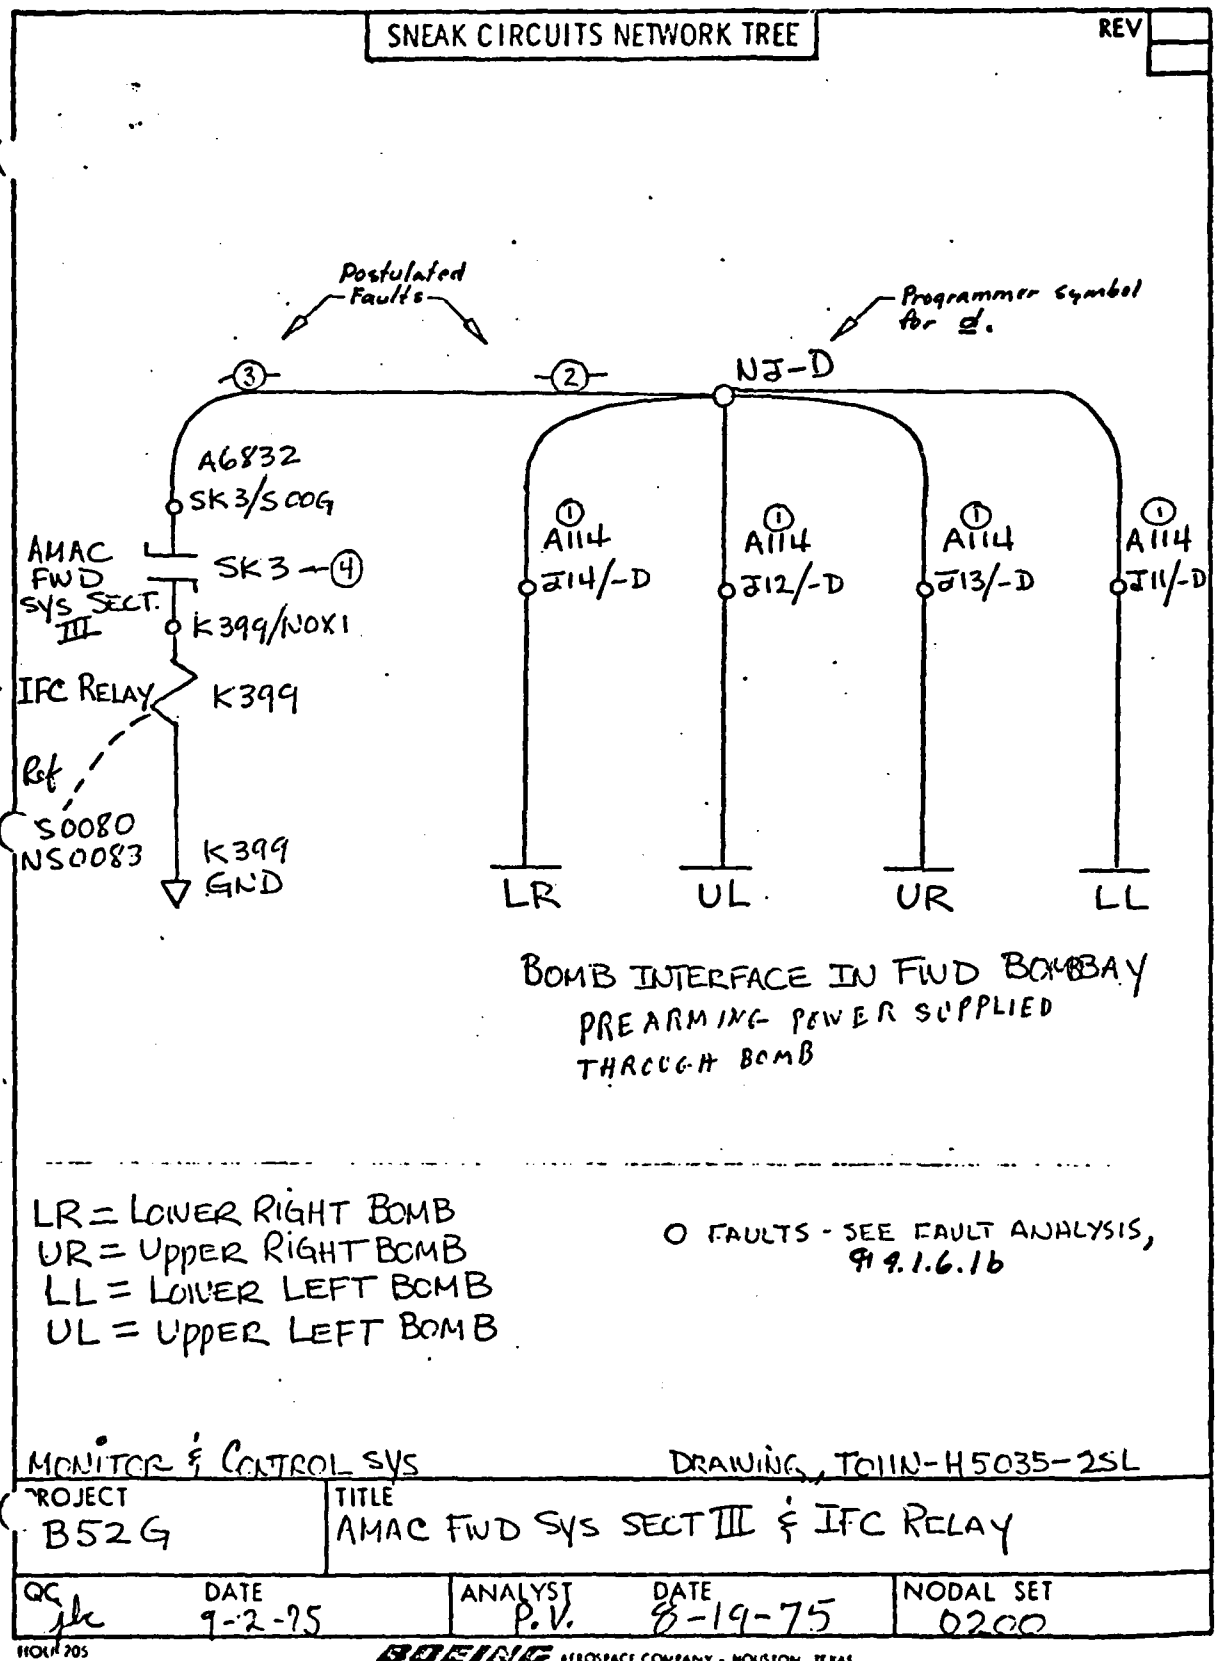 SNEAK CIRCUITS NETWORK TREE
REV
Postulated
Faults
Programmer symbol
for d.
3
2
NJ-D
A6832
SK3/SCOG
1
A114
J14/-D
1
A114
J12/-D
1
A114
J13/-D
1
A114
J11/-D
AMAC
FWD
SYS SECT.
III
SK3
4
K399/NOX1
IFC RELAY
K399
Ref
S0080
NS0083
K399
GND
LR
UL
UR
LL
BOMB INTERFACE IN FWD BOMBBAY
PREARMING POWER SUPPLIED
THROUGH BOMB
LR = LOWER RIGHT BOMB
UR = UPPER RIGHT BOMB
LL = LOWER LEFT BOMB
UL = UPPER LEFT BOMB
O FAULTS - SEE FAULT ANALYSIS,
¶ 9.1.6.1b
MONITOR & CONTROL SYS
DRAWING, TO11N-H5035-2SL
PROJECT
B52G
TITLE
AMAC FWD SYS SECT III & IFC RELAY
QC
DATE
9-2-75
ANALYST
P.V.
DATE
8-19-75
NODAL SET
0200
HOU 205
BOEING AEROSPACE COMPANY - HOUSTON, TEXAS